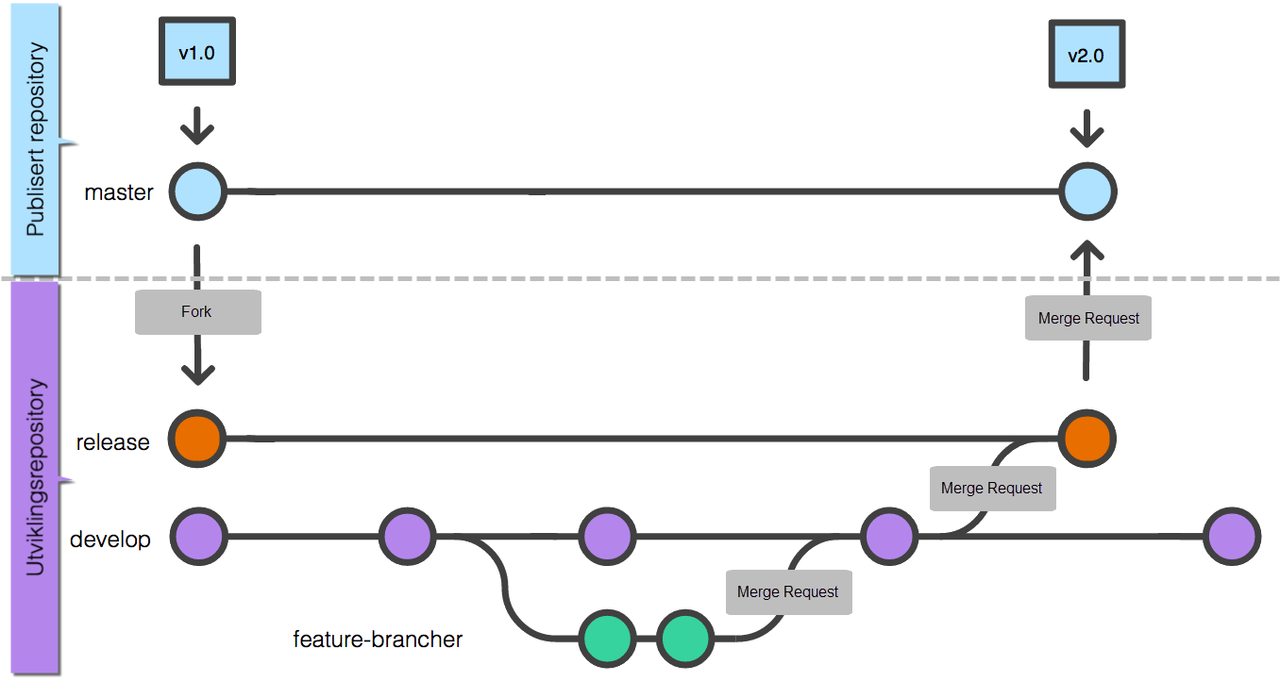 Publisert repository
v1.0
v2.0
master
Fork
Merge Request
Utviklingsrepository
release
Merge Request
develop
Merge Request
feature-brancher